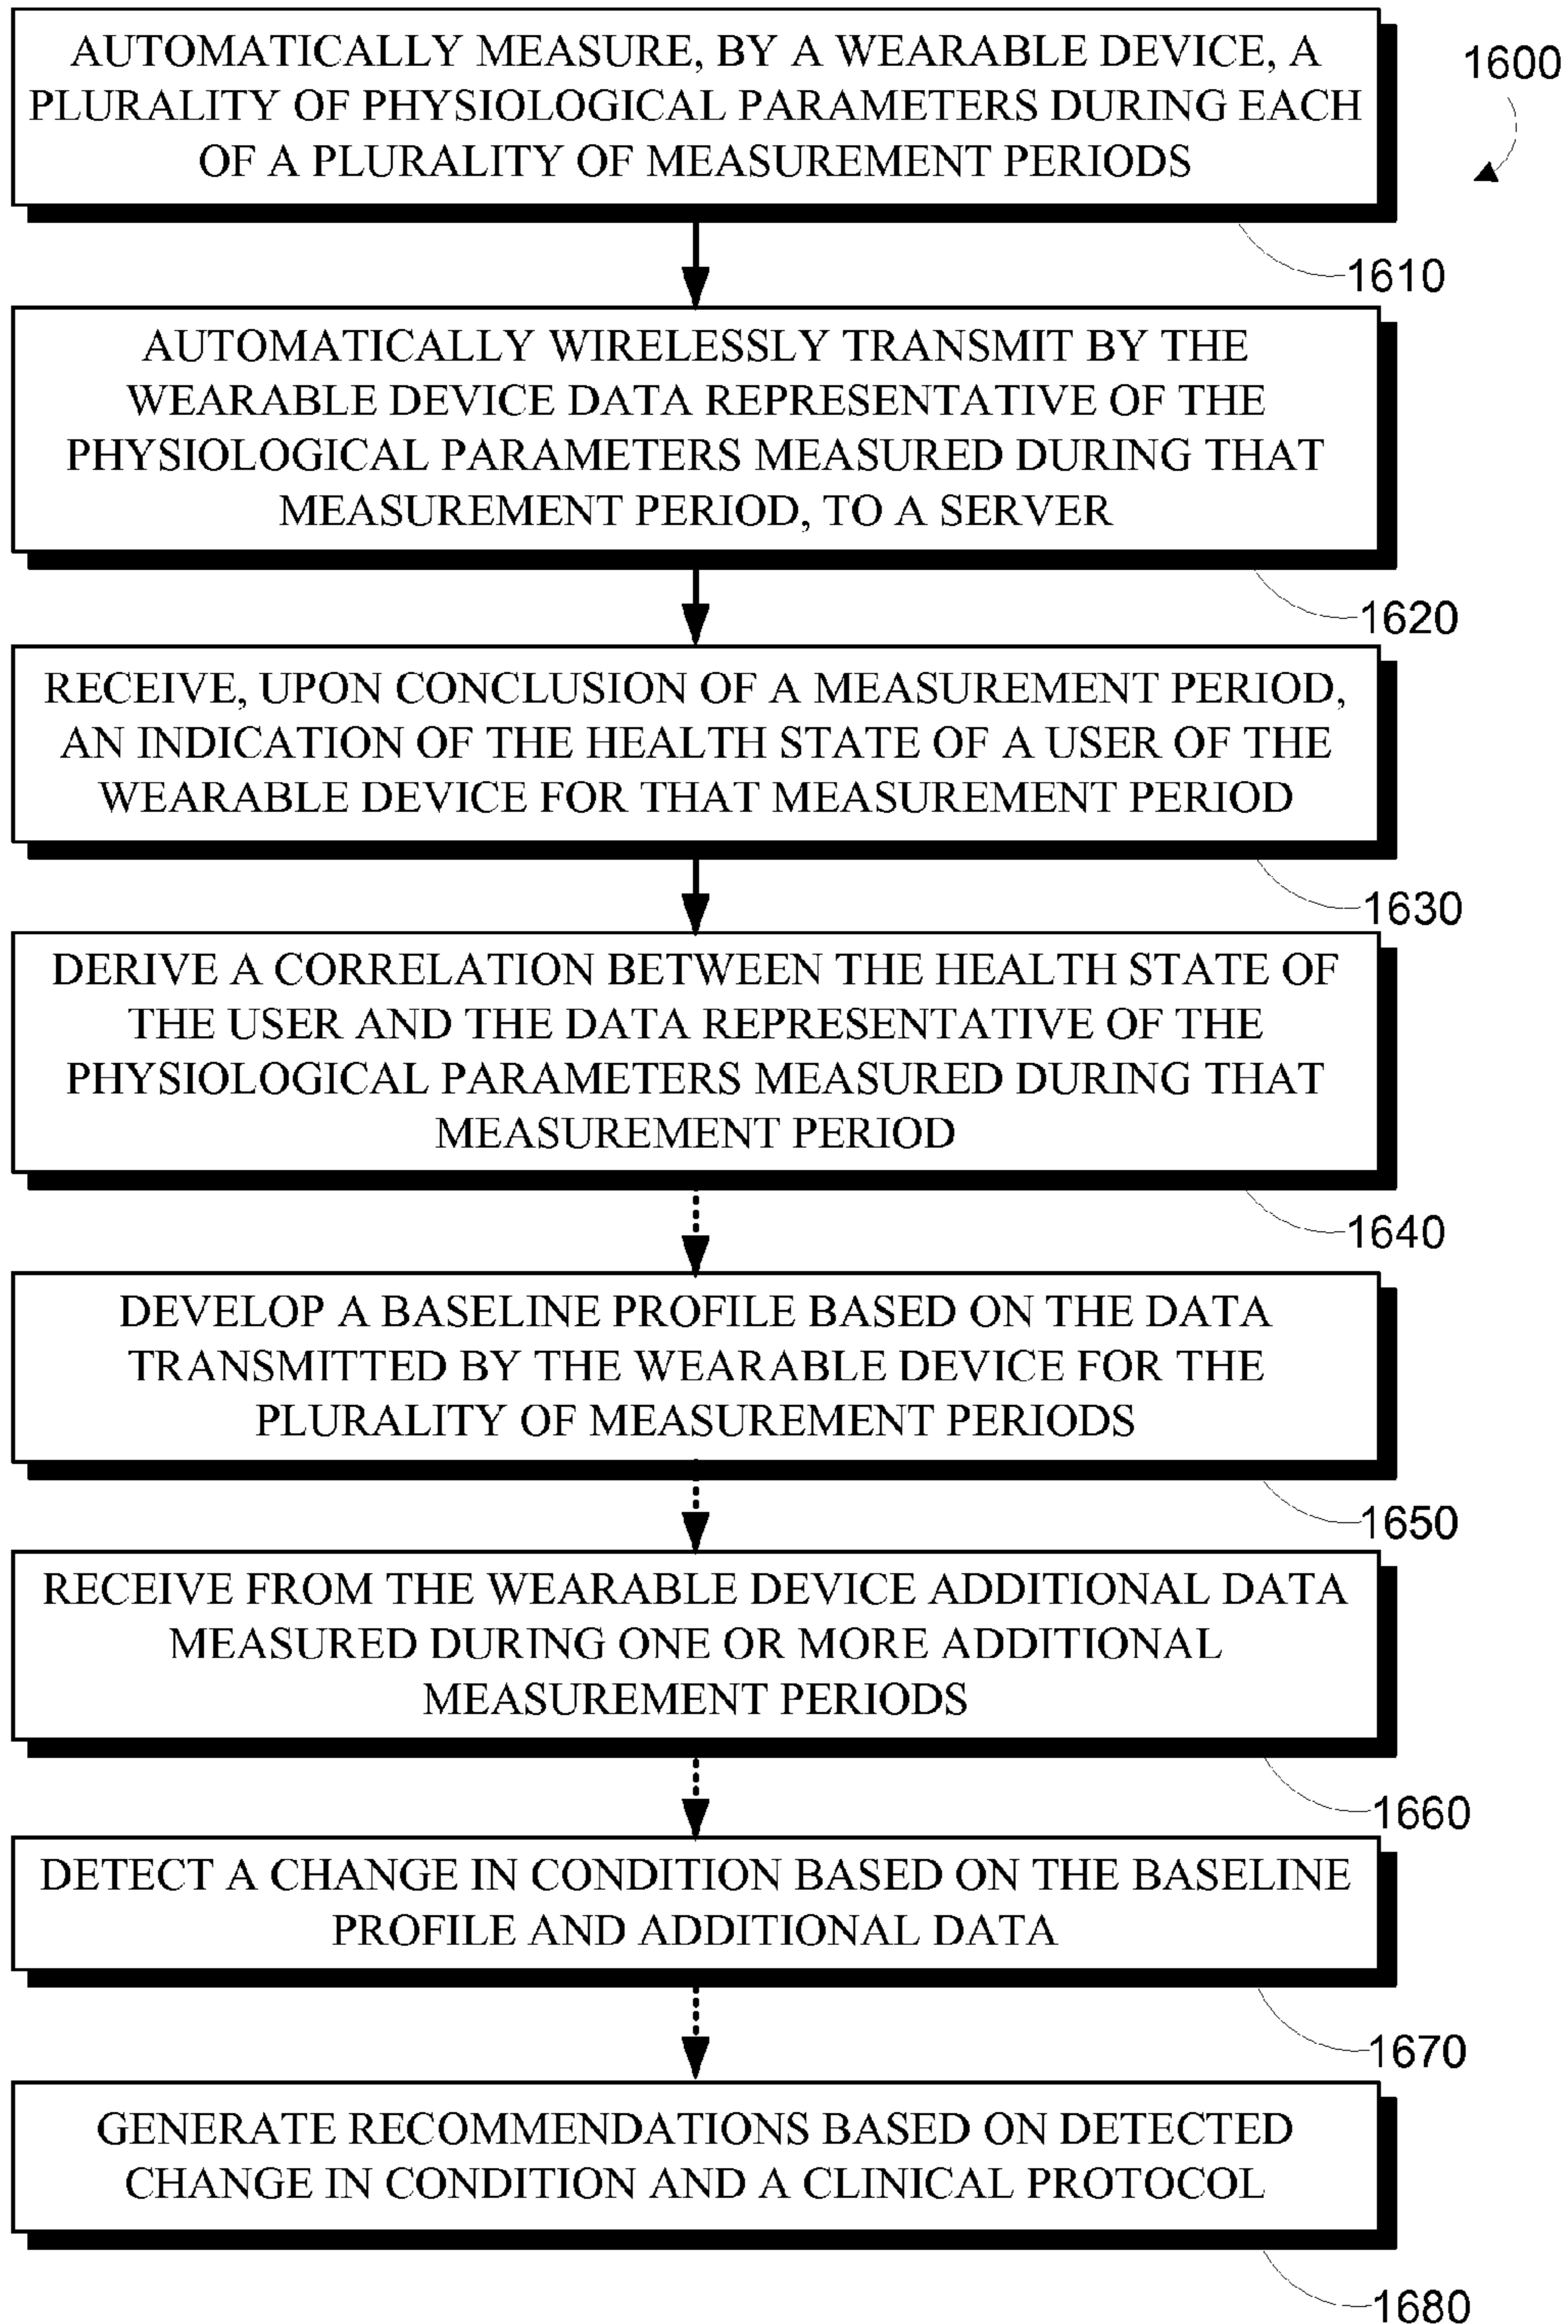 AUTOMATICALLY MEASURE, BY A WEARABLE DEVICE, A
PLURALITY OF PHYSIOLOGICAL PARAMETERS DURING EACH
OF A PLURALITY OF MEASUREMENT PERIODS
1600
1610
AUTOMATICALLY WIRELESSLY TRANSMIT BY THE
WEARABLE DEVICE DATA REPRESENTATIVE OF THE
PHYSIOLOGICAL PARAMETERS MEASURED DURING THAT
MEASUREMENT PERIOD, TO A SERVER
1620
RECEIVE, UPON CONCLUSION OF A MEASUREMENT PERIOD,
AN INDICATION OF THE HEALTH STATE OF A USER OF THE
WEARABLE DEVICE FOR THAT MEASUREMENT PERIOD
1630
DERIVE A CORRELATION BETWEEN THE HEALTH STATE OF
THE USER AND THE DATA REPRESENTATIVE OF THE
PHYSIOLOGICAL PARAMETERS MEASURED DURING THAT
MEASUREMENT PERIOD
1640
DEVELOP A BASELINE PROFILE BASED ON THE DATA
TRANSMITTED BY THE WEARABLE DEVICE FOR THE
PLURALITY OF MEASUREMENT PERIODS
1650
RECEIVE FROM THE WEARABLE DEVICE ADDITIONAL DATA
MEASURED DURING ONE OR MORE ADDITIONAL
MEASUREMENT PERIODS
1660
DETECT A CHANGE IN CONDITION BASED ON THE BASELINE
PROFILE AND ADDITIONAL DATA
1670
GENERATE RECOMMENDATIONS BASED ON DETECTED
CHANGE IN CONDITION AND A CLINICAL PROTOCOL
1680